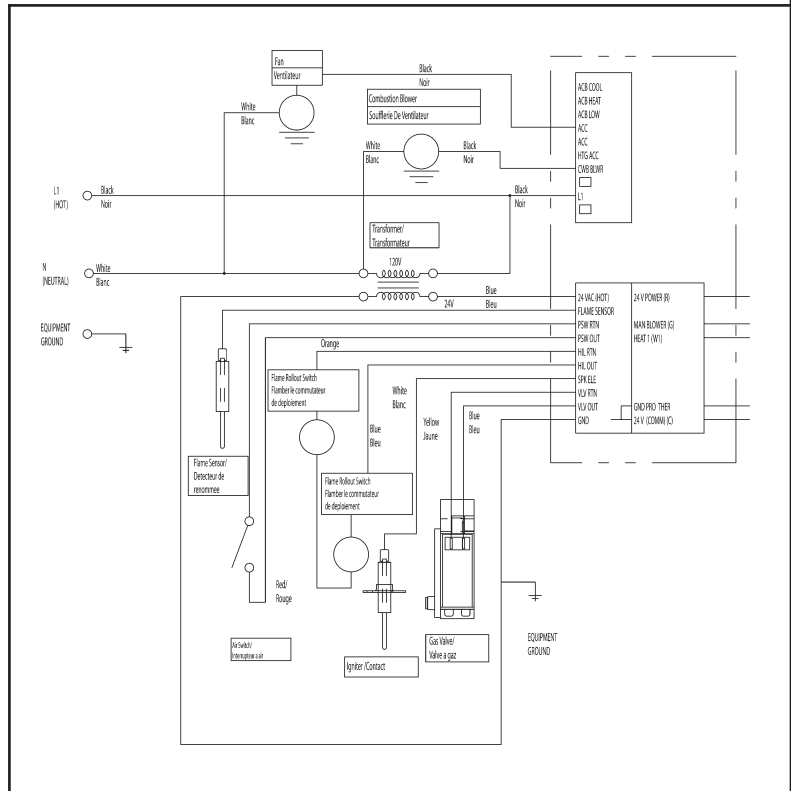 Fan
Ventilateur
Black
Noir
White
Blanc
Combustion Blower
Soufflerie De Ventilateur
White
Blanc
Black
Noir
ACB COOL
ACB HEAT
ACB LOW
ACC
ACC
HTG ACC
CWB BLWR
L1
L1
(HOT)
Black
Noir
Black
Noir
Transformer/
Transformateur
120V
N
(NEUTRAL)
White
Blanc
24V
Blue
Bleu
EQUIPMENT
GROUND
24 VAC (HOT)
FLAME SENSOR
PSW RTN
PSW OUT
HIL RTN
HIL OUT
SPK ELE
VLV RTN
VLV OUT
GND
24 V POWER (R)
MAN BLOWER (G)
HEAT 1 (W1)
GND PRO THER
24 V (COMM) (C)
Orange
Flame Rollout Switch
Flamber le commutateur
de deploiement
White
Blanc
Yellow
Jaune
Blue
Bleu
Blue
Bleu
Flame Sensor/
Detecteur de
renommee
Flame Rollout Switch
Flamber le commutateur
de deploiement
Red/
Rouge
Air Switch/
Interrupteur a air
Igniter /Contact
Gas Valve/
Valve a gaz
EQUIPMENT
GROUND